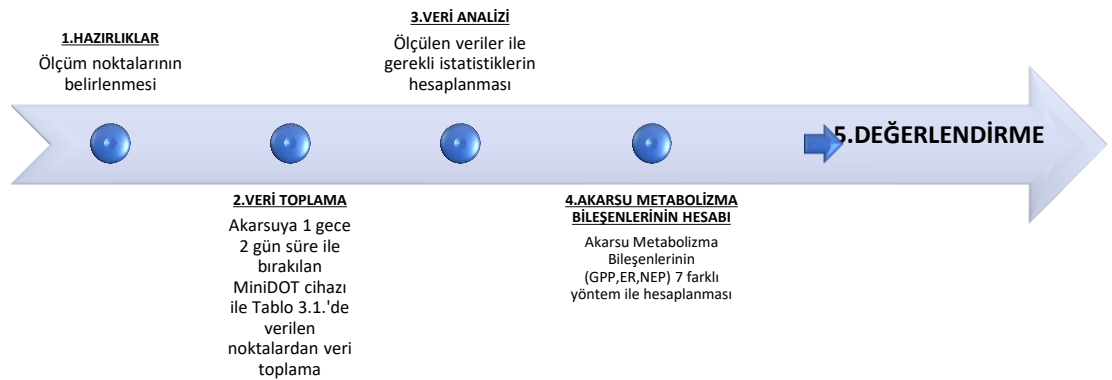 1.HAZIRLIKLAR
Ölçüm noktalarının
belirlenmesi
2.VERİ TOPLAMA
Akarsuya 1 gece
2 gün süre ile
bırakılan
MiniDOT cihazı
ile Tablo 3.1.'de
verilen
noktalardan veri
toplama
3.VERİ ANALİZİ
Ölçülen veriler ile
gerekli istatistiklerin
hesaplanması
4.AKARSU METABOLİZMA
BİLEŞENLERİNİN HESABI
Akarsu Metabolizma
Bileşenlerinin
(GPP,ER,NEP) 7 farklı
yöntem ile hesaplanması
5.DEĞERLENDİRME